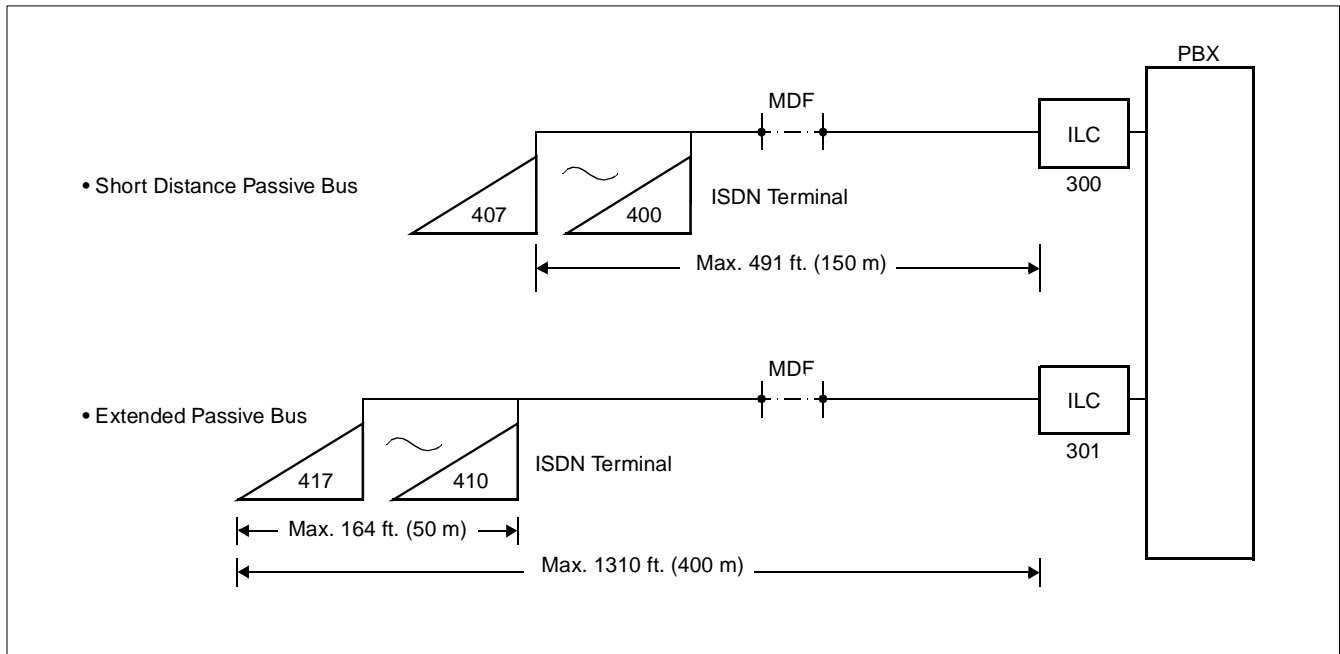 PBX
MDF
ILC
• Short Distance Passive Bus
ISDN Terminal
300
407
400
Max. 491 ft. (150 m)
MDF
ILC
• Extended Passive Bus
301
ISDN Terminal
417
410
Max. 164 ft. (50 m)
Max. 1310 ft. (400 m)